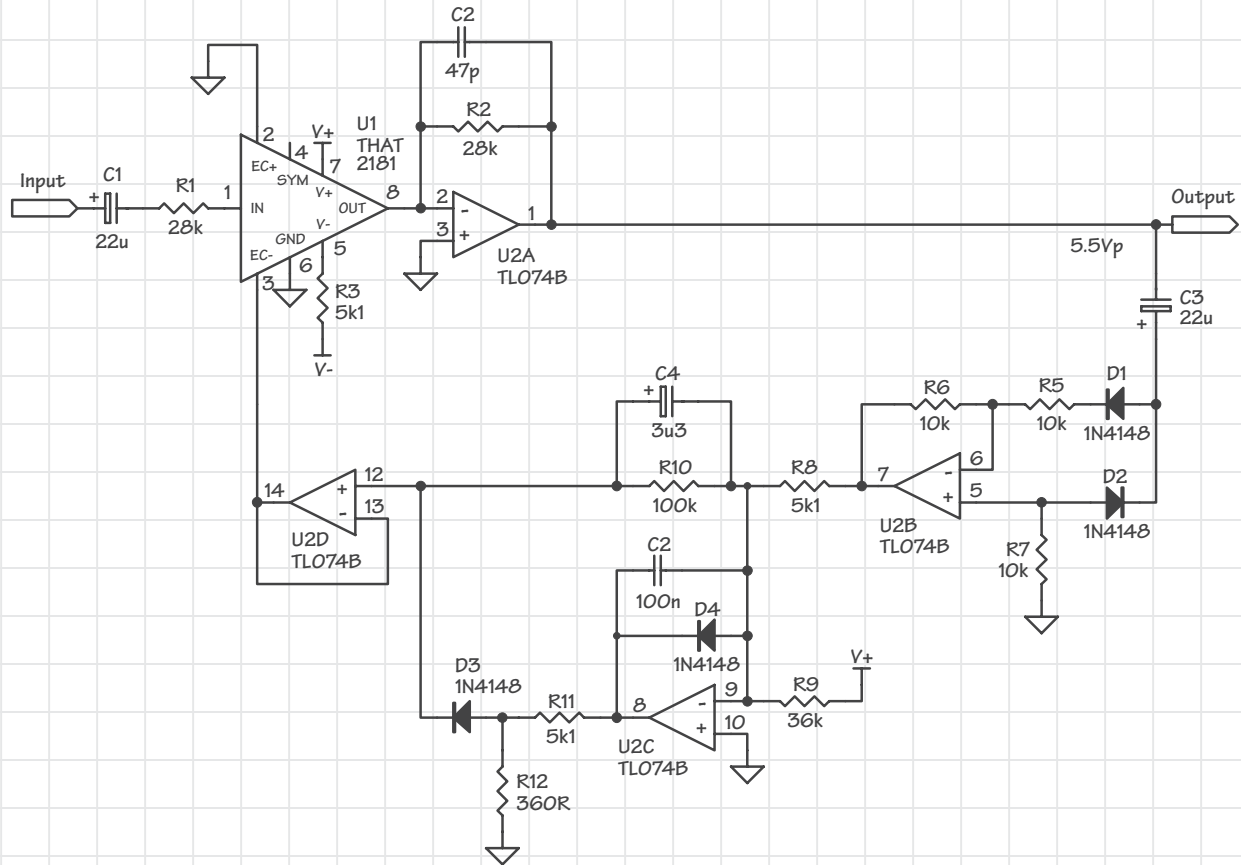 C2
47p
R2
28k
U1
THAT
2181
V+
2
4
7
EC+
SYM
V+
Input
+
C1
22u
R1
28k
1
IN
OUT
8
V-
GND
EC-
5
6
3
R3
5k1
V-
2
-
3
+
1
U2A
TL074B
Output
5.5Vp
C3
22u
+
D1
1N4148
R5
10k
R6
10k
C4
+
3u3
R10
100k
R8
5k1
7
6
-
5
+
U2B
TL074B
D2
1N4148
R7
10k
14
12
+
13
-
U2D
TL074B
C2
100n
D4
1N4148
D3
1N4148
R11
5k1
8
9
-
10
+
U2C
TL074B
R9
36k
V+
R12
360R